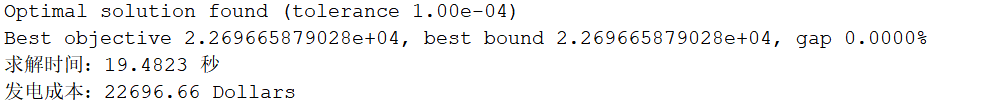 Optimal solution found (tolerance 1.00e-04)
Best objective 2.269665879028e+04, best bound 2.269665879028e+04, gap 0.0000%
求解时间：19.4823 秒
发电成本：22696.66 Dollars